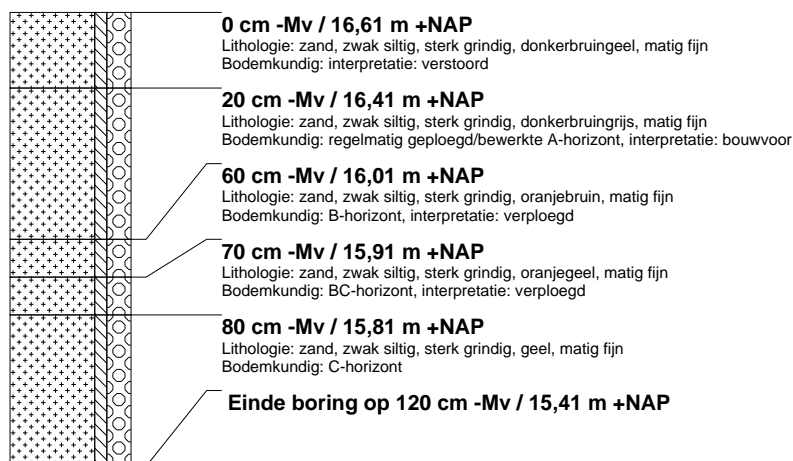 0 cm -Mv / 16,61 m +NAP
Lithologie: zand, zwak siltig, sterk grindig, donkerbruingeel, matig fijn
Bodemkundig: interpretatie: verstoord
20 cm -Mv / 16,41 m +NAP
Lithologie: zand, zwak siltig, sterk grindig, donkerbruingrijs, matig fijn
Bodemkundig: regelmatig geploegd/bewerkte A-horizont, interpretatie: bouwvoor
60 cm -Mv / 16,01 m +NAP
Lithologie: zand, zwak siltig, sterk grindig, oranjebruin, matig fijn
Bodemkundig: B-horizont, interpretatie: verploegd
70 cm -Mv / 15,91 m +NAP
Lithologie: zand, zwak siltig, sterk grindig, oranjegeel, matig fijn
Bodemkundig: BC-horizont, interpretatie: verploegd
80 cm -Mv / 15,81 m +NAP
Lithologie: zand, zwak siltig, sterk grindig, geel, matig fijn
Bodemkundig: C-horizont
Einde boring op 120 cm -Mv / 15,41 m +NAP